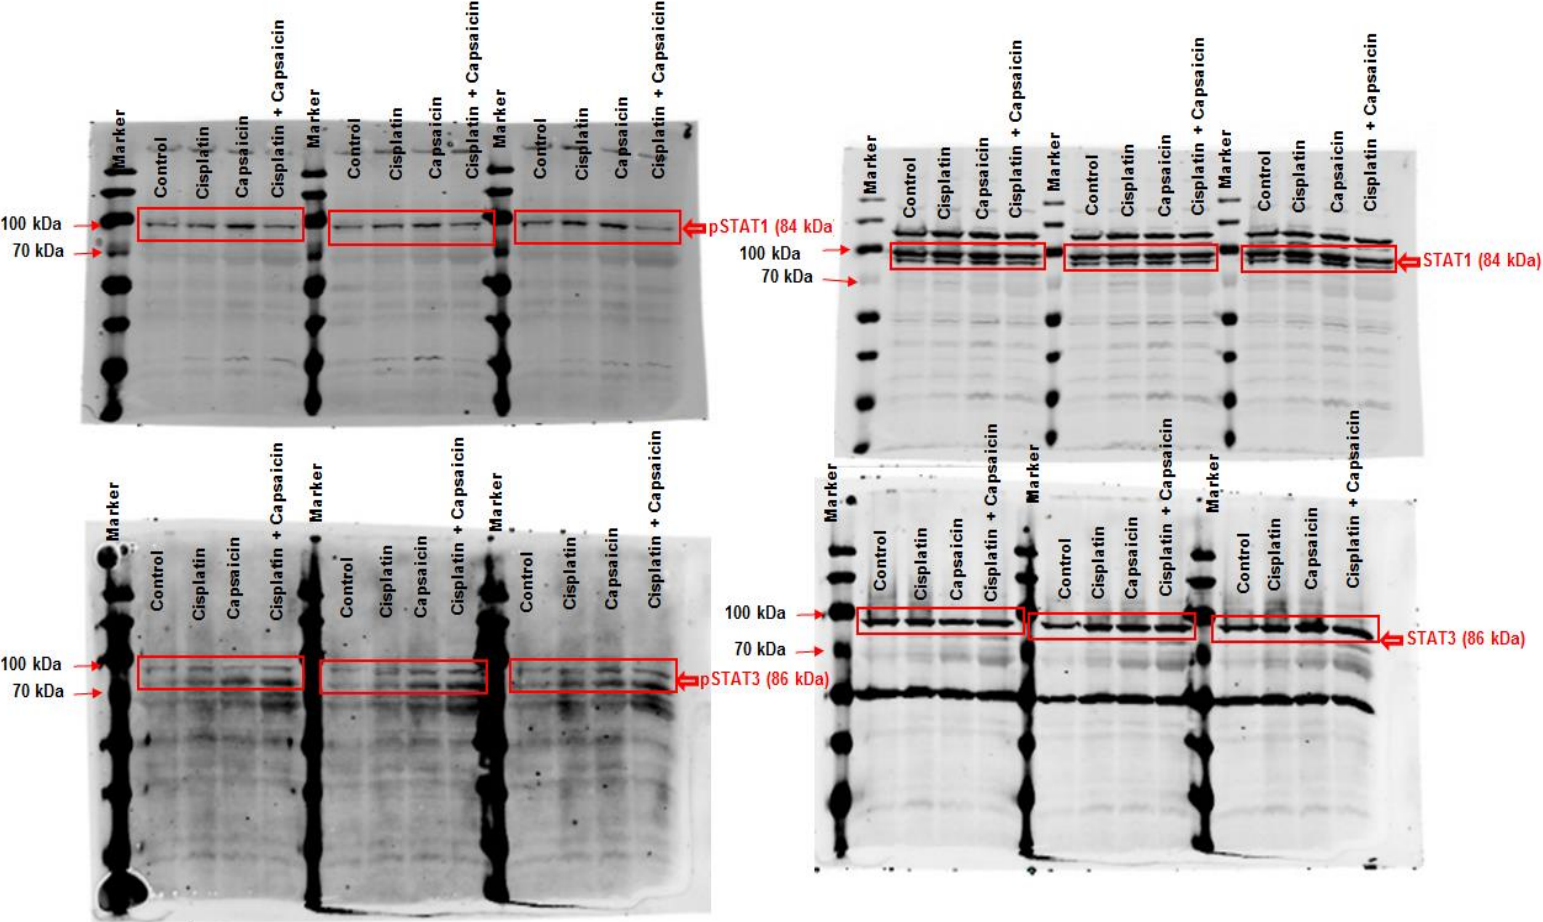 Marker
Control
Cisplatin
Capsaicin
Cisplatin + Capsaicin
Marker
Control
Cisplatin
Capsaicin
Cisplatin + Capsaicin
Marker
Control
Cisplatin
Capsaicin
Cisplatin + Capsaicin
100 kDa
70 kDa
pSTAT1 (84 kDa
Marker
Control
Cisplatin
Capsaicin
Cisplatin + Capsaicin
Marker
Control
Cisplatin
Capsaicin
Cisplatin + Capsaicin
Marker
Control
Cisplatin
Capsaicin
Cisplatin + Capsaicin
100 kDa
70 kDa
STAT1 (84 kDa)
Marker
Control
Cisplatin
Capsaicin
Cisplatin + Capsaicin
Marker
Control
Cisplatin
Capsaicin
Cisplatin + Capsaicin
Marker
Control
Cisplatin
Capsaicin
Cisplatin + Capsaicin
100 kDa
70 kDa
pSTAT3 (86 kDa)
Marker
Control
Cisplatin
Capsaicin
Cisplatin + Capsaicin
Marker
Control
Cisplatin
Capsaicin
Cisplatin + Capsaicin
Marker
Control
Cisplatin
Capsaicin
Cisplatin + Capsaicin
100 kDa
70 kDa
STAT3 (86 kDa)